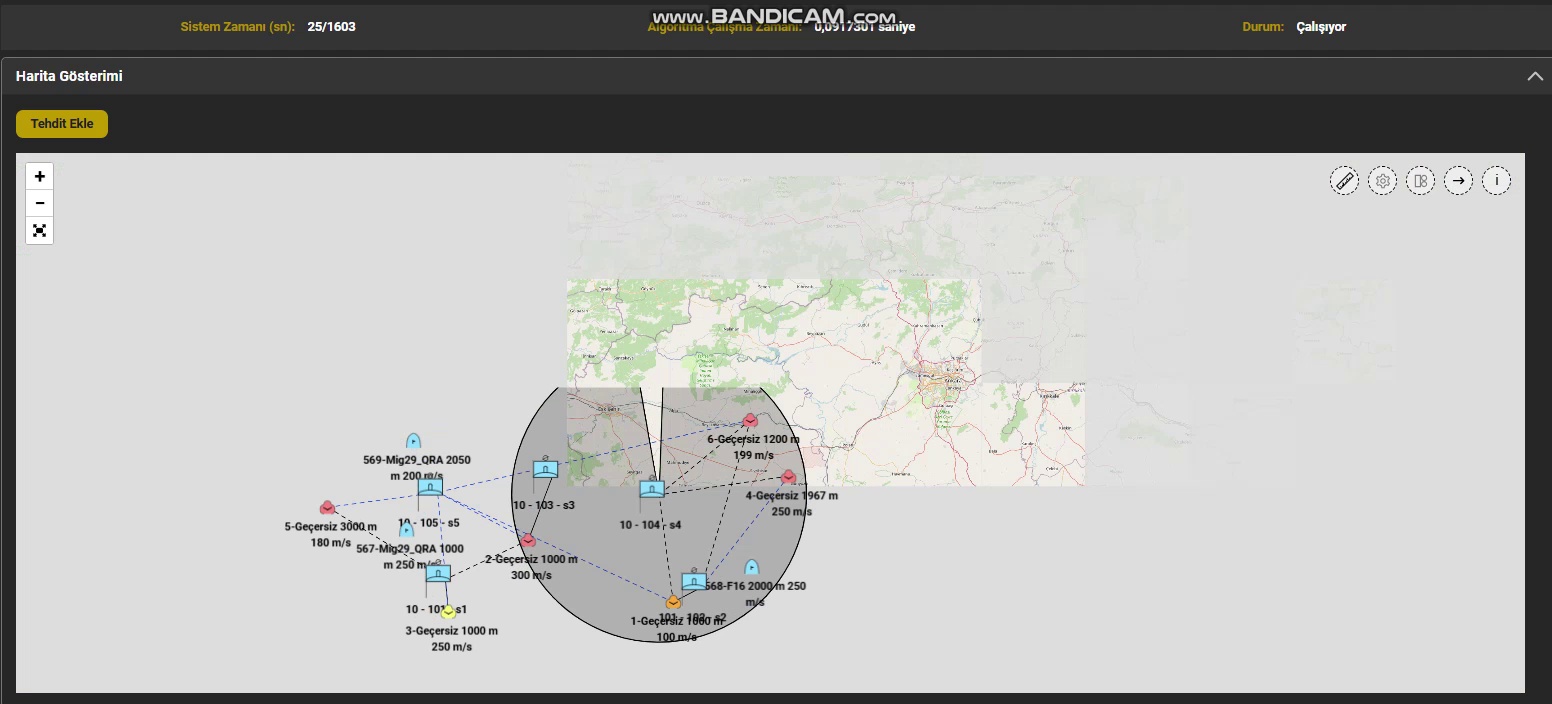 www.BANDICAM.com
Sistem Zamanı (sn): 25/1603
Algoritma Çalışma Zamanı: 0,0917301 saniye
Durum: Çalışıyor
Harita Gösterimi
Tehdit Ekle
+
−
i
569-Mig29_QRA 2050
m 200 m/s
10 - 105 - s5
5-Geçersiz 3000 m
180 m/s
567-Mig29_QRA 1000
m 250 m/s
10 - 101 - s1
3-Geçersiz 1000 m
250 m/s
10 - 103 - s3
2-Geçersiz 1000 m
300 m/s
10 - 104 - s4
6-Geçersiz 1200 m
199 m/s
4-Geçersiz 1967 m
250 m/s
568-F16 2000 m 250
m/s
101 - 102 - s2
1-Geçersiz 1000 m
100 m/s